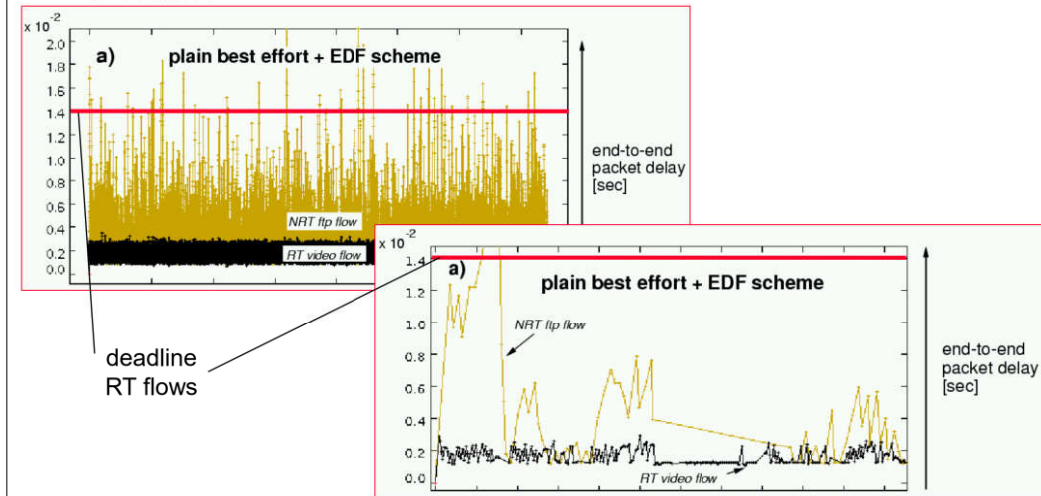 x 10^-2
2.0
1.8
1.6
1.4
1.2
1.0
0.8
0.6
0.4
0.2
0.0
a)
plain best effort + EDF scheme
NRT ftp flow
RT video flow
end-to-end
packet delay
[sec]
x 10^-2
1.4
1.2
1.0
0.8
0.6
0.4
0.2
0.0
a)
plain best effort + EDF scheme
NRT ftp flow
RT video flow
end-to-end
packet delay
[sec]
deadline
RT flows